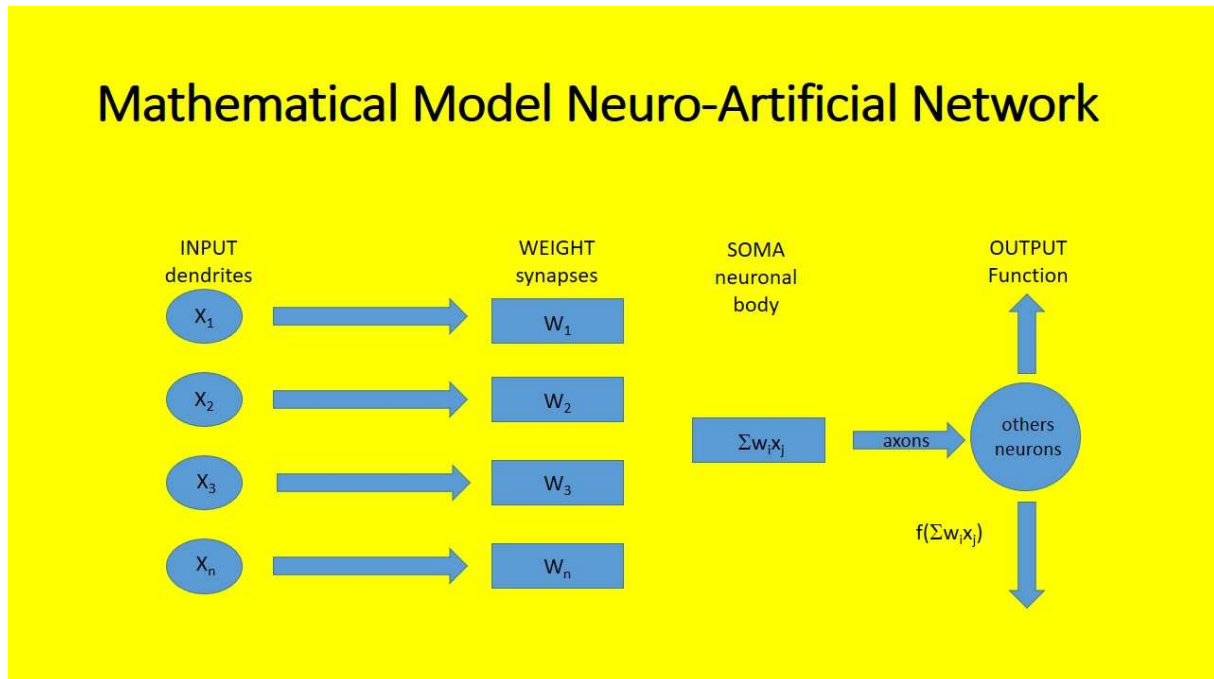 Mathematical Model Neuro-Artificial Network
INPUT
dendrites
WEIGHT
synapses
SOMA
neuronal
body
OUTPUT
Function
X₁
W₁
X₂
W₂
X₃
W₃
Xₙ
Wₙ
Σwᵢxⱼ
axons
others
neurons
f(Σwᵢxⱼ)